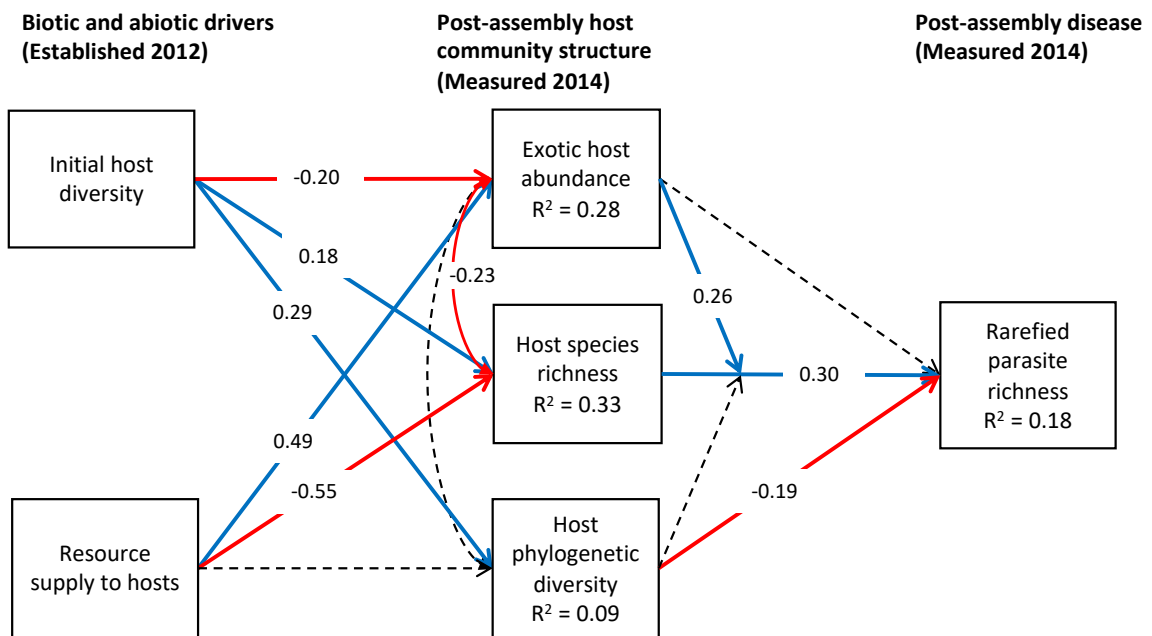 Biotic and abiotic drivers
(Established 2012)
Post-assembly host
community structure
(Measured 2014)
Post-assembly disease
(Measured 2014)
Initial host
diversity
-0.20
Exotic host
abundance
R² = 0.28
0.18
-0.23
0.29
0.26
Host species
richness
R² = 0.33
0.30
Rarefied
parasite
richness
R² = 0.18
0.49
-0.55
-0.19
Resource
supply to hosts
Host
phylogenetic
diversity
R² = 0.09